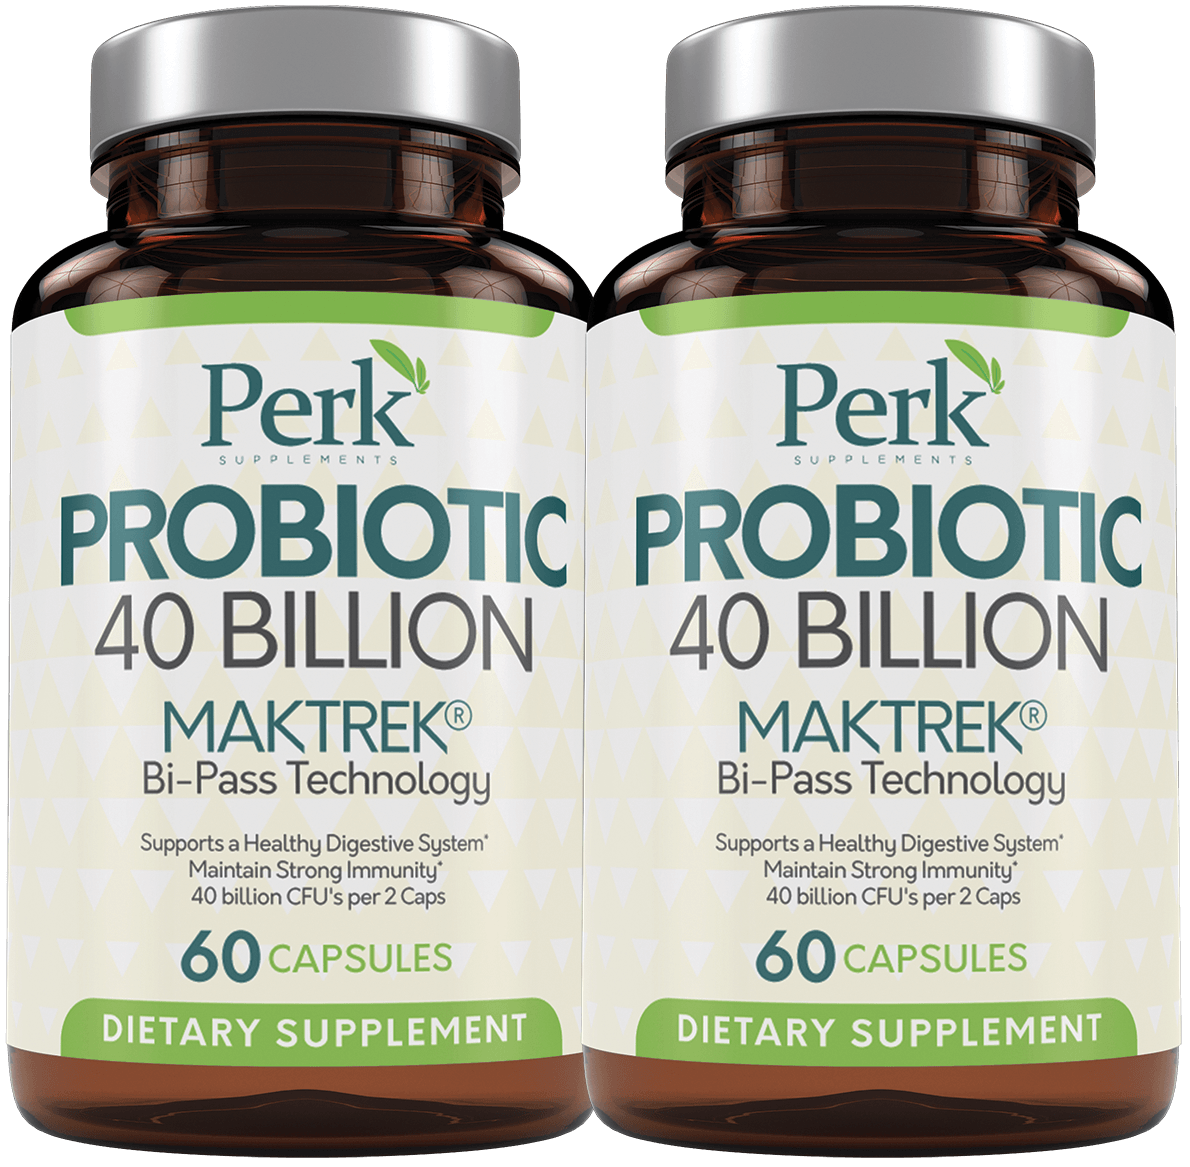 Perk
SUPPLEMENTS
PROBIOTIC
40 BILLION
MAKTREK®
Bi-Pass Technology
Supports a Healthy Digestive System*
Maintain Strong Immunity*
40 billion CFU's per 2 Caps
60 CAPSULES
DIETARY SUPPLEMENT
Perk
SUPPLEMENTS
PROBIOTIC
40 BILLION
MAKTREK®
Bi-Pass Technology
Supports a Healthy Digestive System*
Maintain Strong Immunity*
40 billion CFU's per 2 Caps
60 CAPSULES
DIETARY SUPPLEMENT